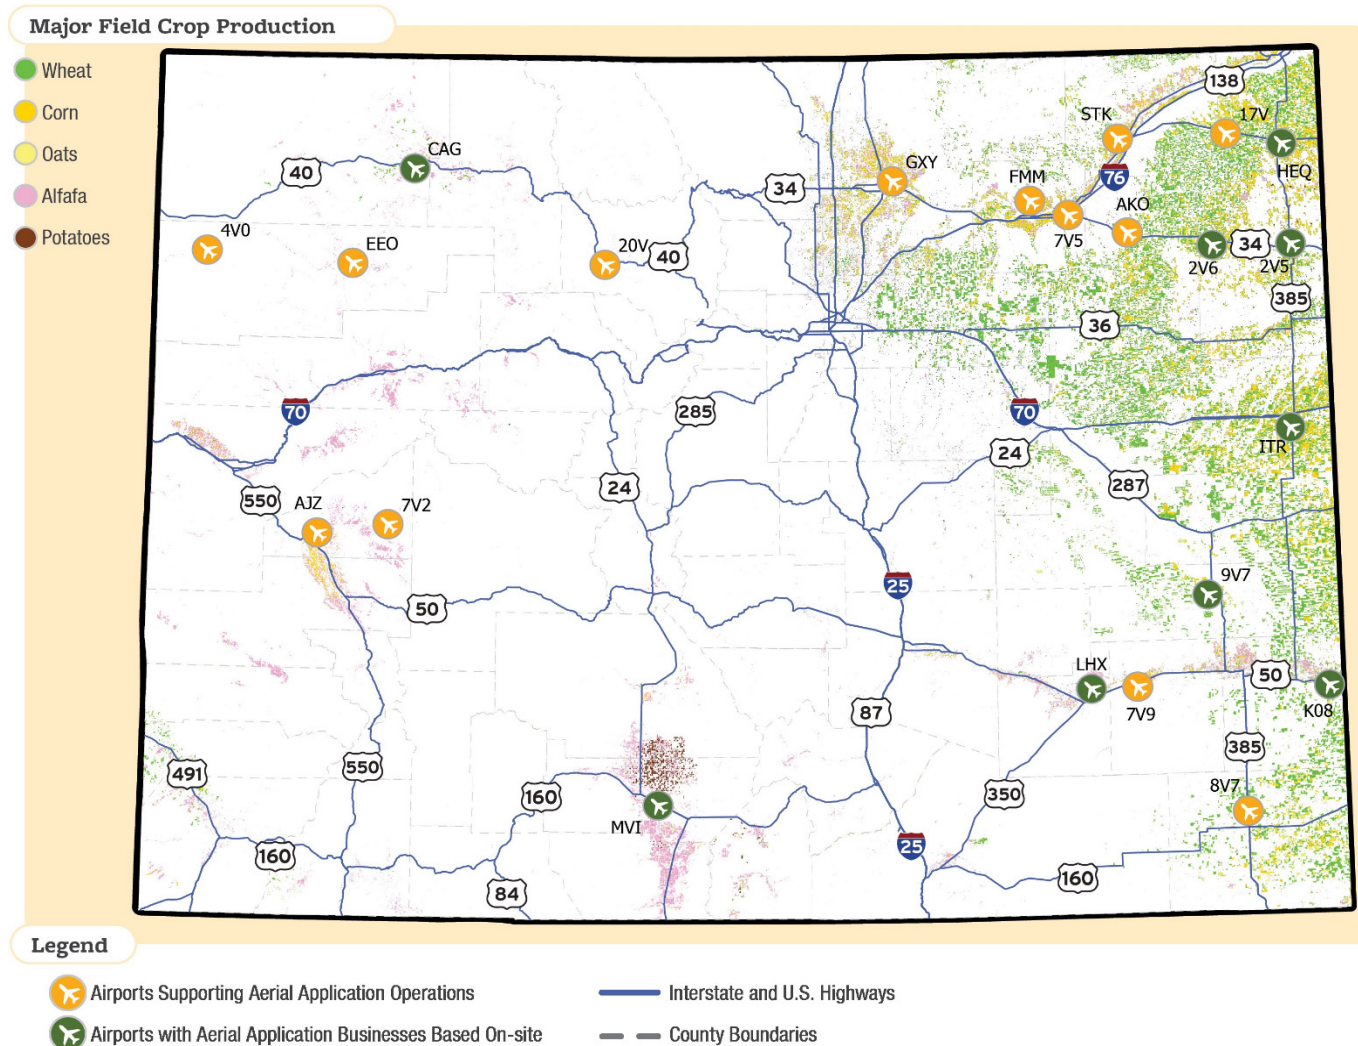 Major Field Crop Production
Wheat
Corn
Oats
Alfafa
Potatoes
138
STK
17V
CAG
GXY
76
HEQ
40
34
FMM
AKO
4V0
EEO
20V
40
7V5
2V6
34
2V5
385
36
70
285
70
24
ITR
550
AJZ
7V2
24
287
25
9V7
50
LHX
50
87
7V9
K08
491
550
385
160
350
8V7
MVI
160
25
84
160
Legend
Airports Supporting Aerial Application Operations
Interstate and U.S. Highways
Airports with Aerial Application Businesses Based On-site
County Boundaries